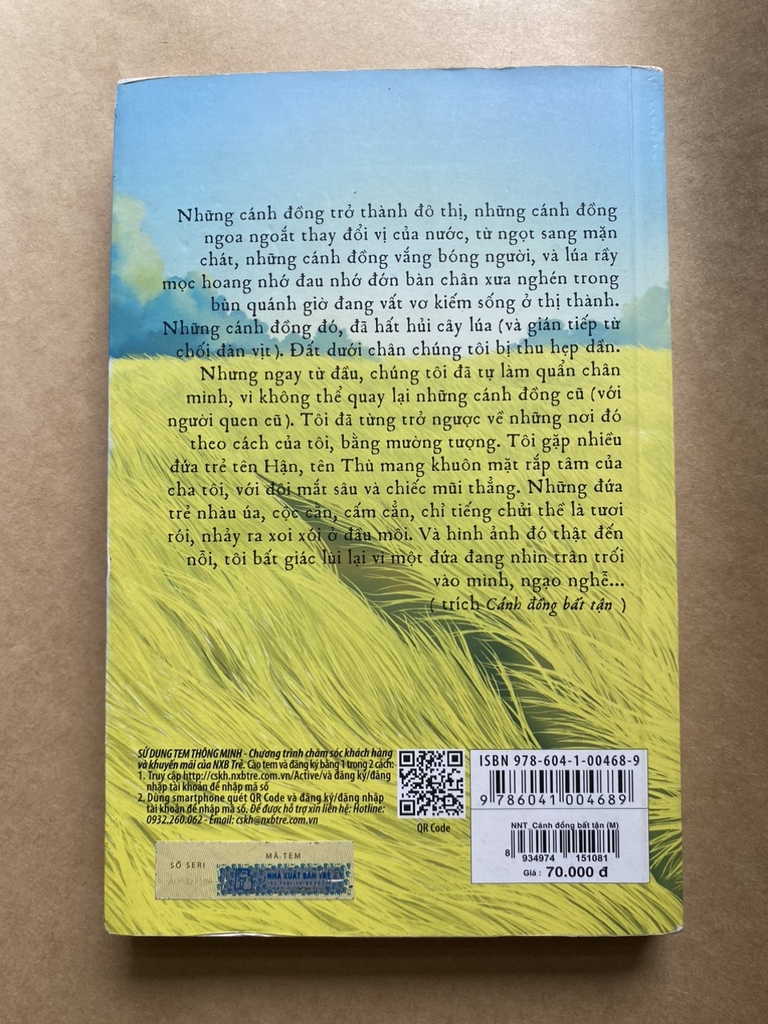 Những cánh đồng trở thành đô thị, những cánh đồng
ngoa ngoắt thay đổi vị của nước, từ ngọt sang mặn
chát, những cánh đồng vắng bóng người, và lúa rầy
mọc hoang nhớ đau nhớ đớn bàn chân xưa nghén trong
bùn quánh giờ đang vất vơ kiếm sống ở thị thành.
Những cánh đồng đó, đã hất hủi cây lúa (và gián tiếp từ
chối đàn vịt). Đất dưới chân chúng tôi bị thu hẹp dần.
Nhưng ngay từ đầu, chúng tôi đã tự làm quẩn chân
mình, vì không thể quay lại những cánh đồng cũ (với
người quen cũ). Tôi đã từng trở ngược về những nơi đó
theo cách của tôi, bằng mường tượng. Tôi gặp nhiều
đứa trẻ tên Hận, tên Thù mang khuôn mặt rắp tâm của
cha tôi, với đôi mắt sâu và chiếc mũi thẳng. Những đứa
trẻ nhàu úa, cộc cằn, cấm cẳn, chỉ tiếng chửi thề là tươi
rói, nhảy ra xoi xói ở đầu môi. Và hình ảnh đó thật đến
nỗi, tôi bất giác lùi lại vì một đứa đang nhìn trân trối
vào mình, ngạo nghễ...
( trích Cánh đồng bất tận )
SỬ DỤNG TEM THÔNG MINH - Chương trình chăm sóc khách hàng
và khuyến mãi của NXB Trẻ. Cào tem và đăng ký bằng 1 trong 2 cách:
1. Truy cập http://cskh.nxbtre.com.vn/Active/và đăng ký/đăng
nhập tài khoản để nhập mã số
2. Dùng smartphone quét QR Code và đăng ký/đăng nhập
tài khoản để nhập mã số. Để được hỗ trợ xin liên hệ: Hotline:
0932.260.062 - Email: cskh@nxbtre.com.vn
QR Code
ISBN 978-604-1-00468-9
9 786041 004689
NNT_Cánh đồng bất tận (M)
8 934974 151081
Giá : 70.000 đ
MÃ TEM
SỐ SERI
NHÀ XUẤT BẢN TRẺ